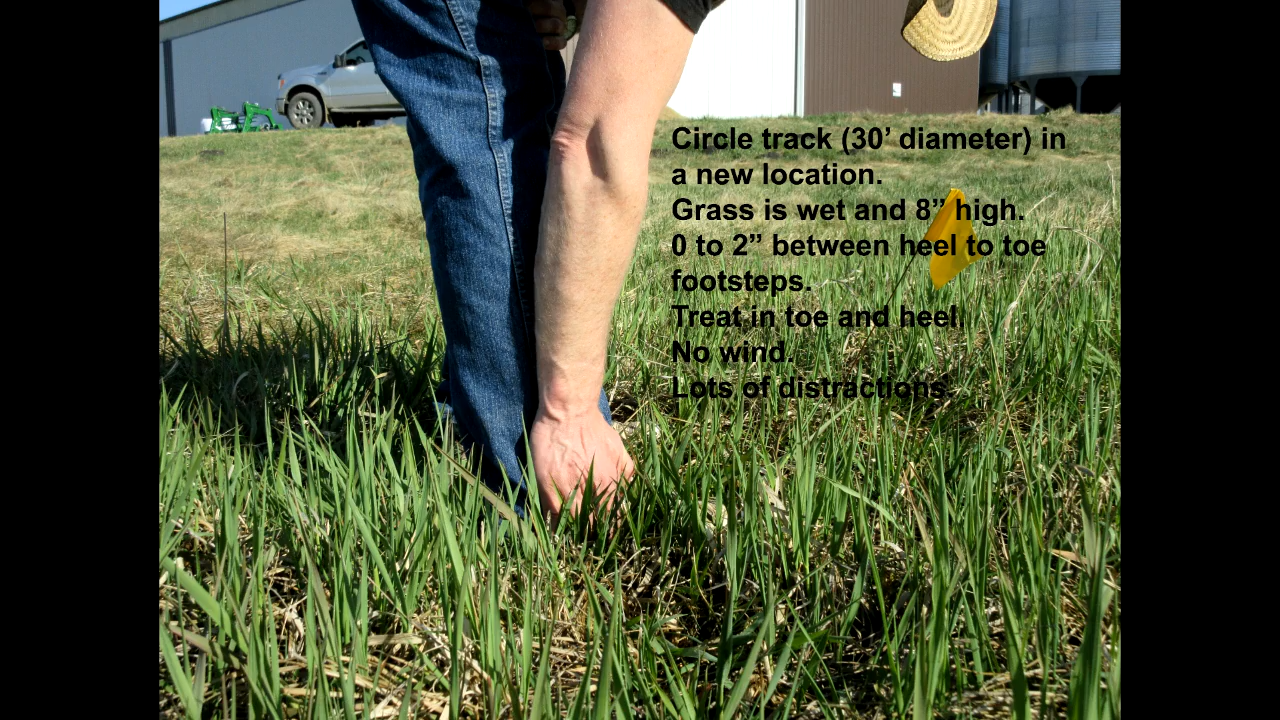 Circle track (30’ diameter) in
a new location.
Grass is wet and 8” high.
0 to 2” between heel to toe
footsteps.
Treat in toe and heel.
No wind.
Lots of distractions.